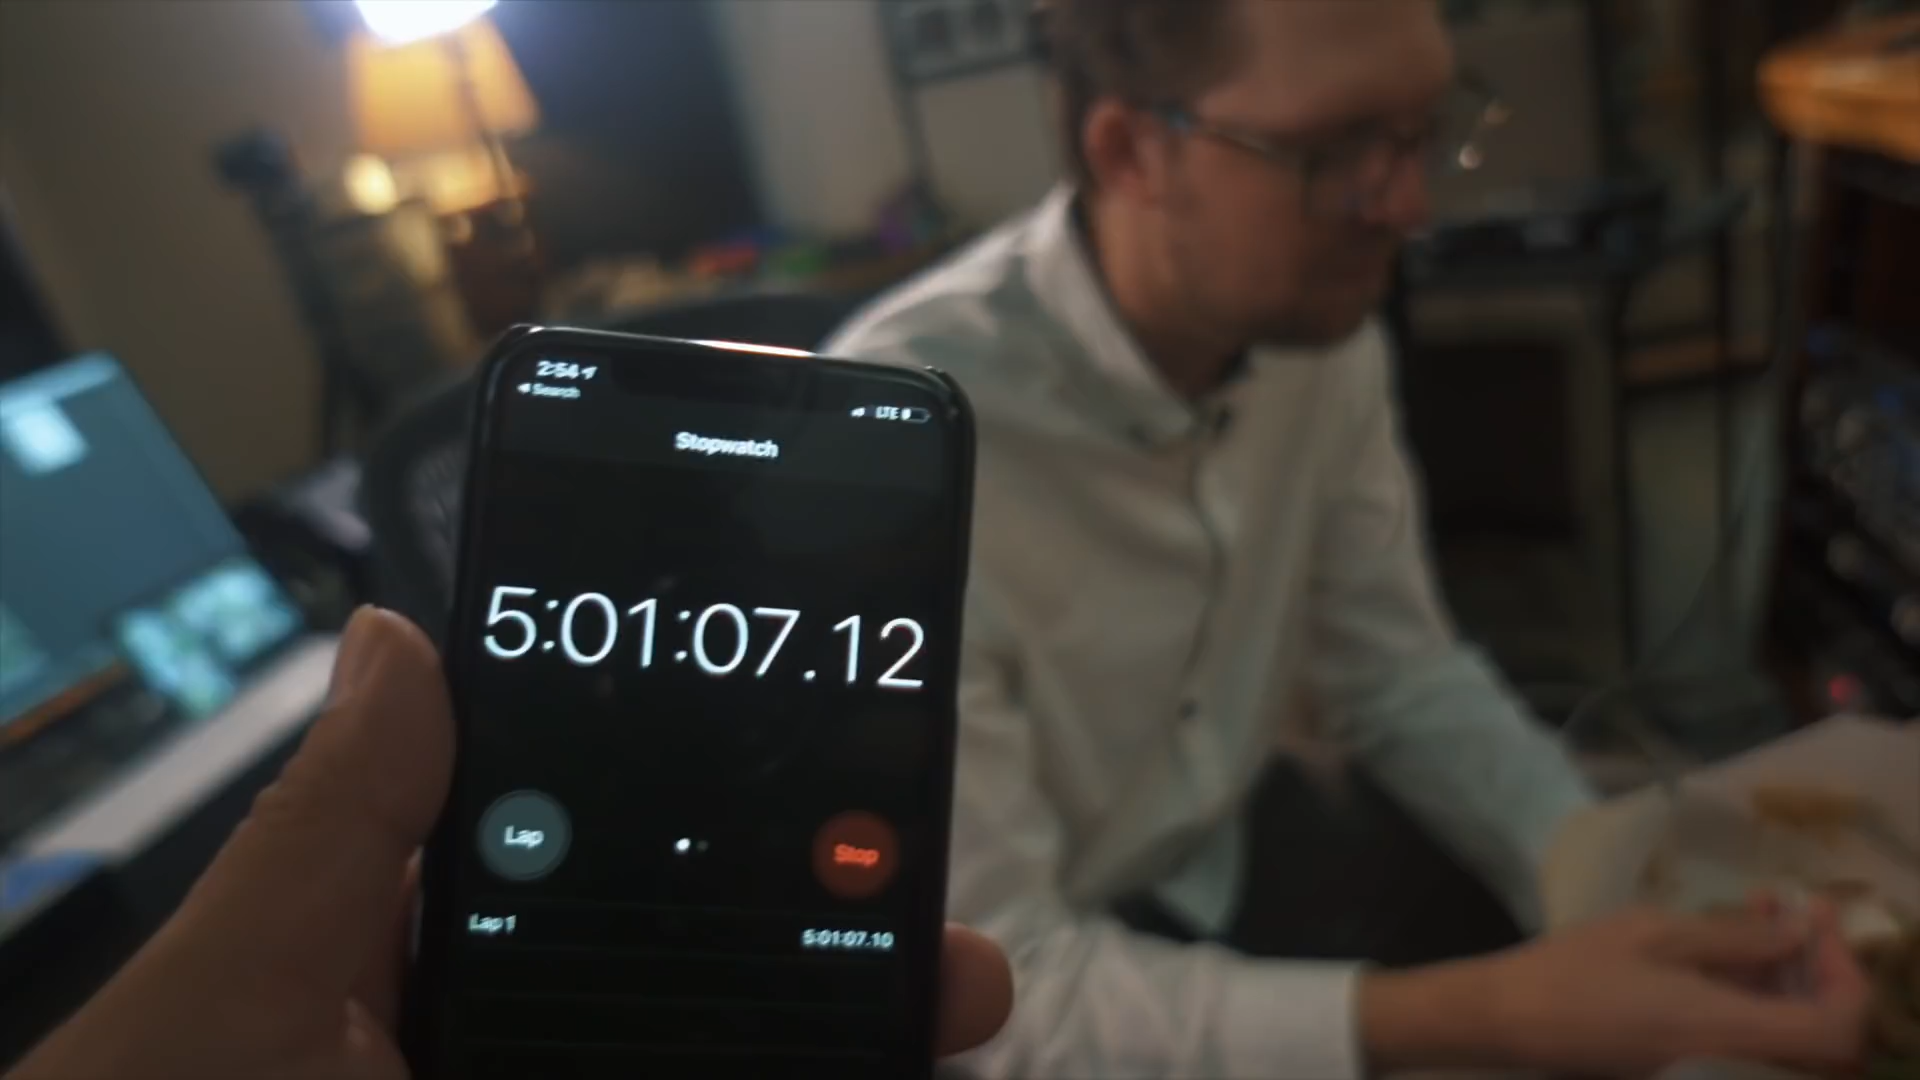 2:54
◀ Search
LTE
Stopwatch
5:01:07.12
Lap
Stop
Lap 1
5:01:07.10